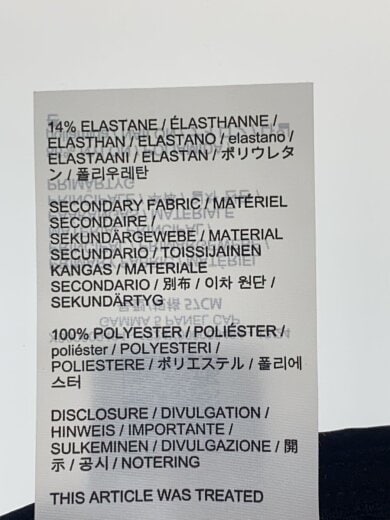 14% ELASTANE / ÉLASTHANNE /
ELASTHAN / ELASTANO / elastano /
ELASTAANI / ELASTAN / ポリウレタ
ン / 폴리우레탄
SECONDARY FABRIC / MATÉRIEL
SECONDAIRE /
SEKUNDÄRGEWEBE / MATERIAL
SECUNDARIO / TOISSIJAINEN
KANGAS / MATERIALE
SECONDARIO / 別布 / 이차 원단 /
SEKUNDÄRTYG
100% POLYESTER / POLIÉSTER /
poliéster / POLYESTERI /
POLIESTERE / ポリエステル / 폴리에
스터
DISCLOSURE / DIVULGATION /
HINWEIS / IMPORTANTE /
SULKEMINEN / DIVULGAZIONE / 開
示 / 공시 / NOTERING
THIS ARTICLE WAS TREATED